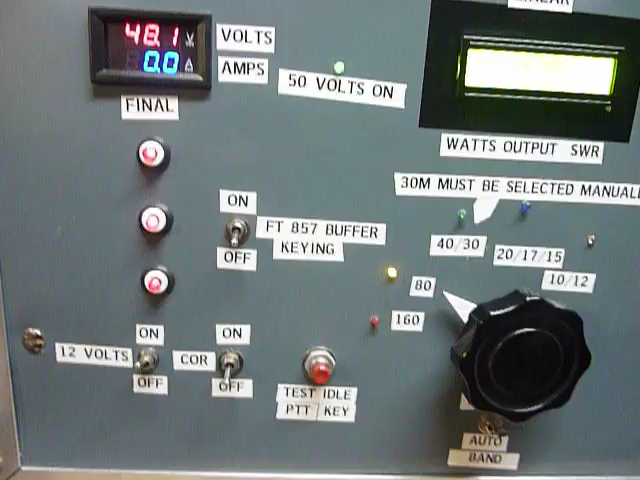 LINEAR
48.1 V
0.0 A
VOLTS
AMPS
50 VOLTS ON
FINAL
WATTS OUTPUT SWR
30M MUST BE SELECTED MANUAL
ON
FT 857 BUFFER
KEYING
OFF
40/30
20/17/15
10/12
80
160
ON
12 VOLTS
OFF
ON
COR
OFF
TEST IDLE
PTT KEY
AUTO
BAND